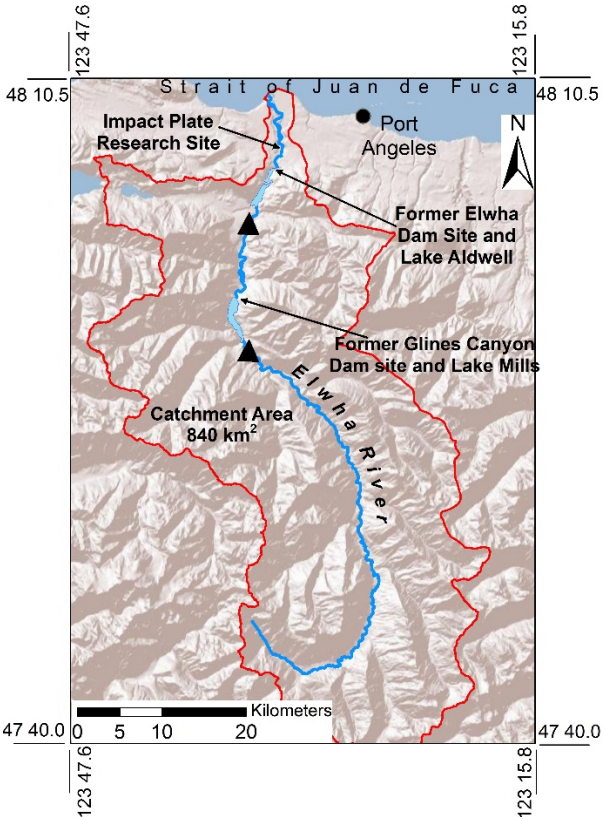 123 47.6
123 15.8
48 10.5
48 10.5
Strait of Juan de Fuca
Impact Plate
Research Site
Port
Angeles
N
Former Elwha
Dam Site and
Lake Aldwell
Former Glines Canyon
Dam site and Lake Mills
Elwha River
Catchment Area
840 km²
Kilometers
0 5 10 20
47 40.0
47 40.0
123 47.6
123 15.8